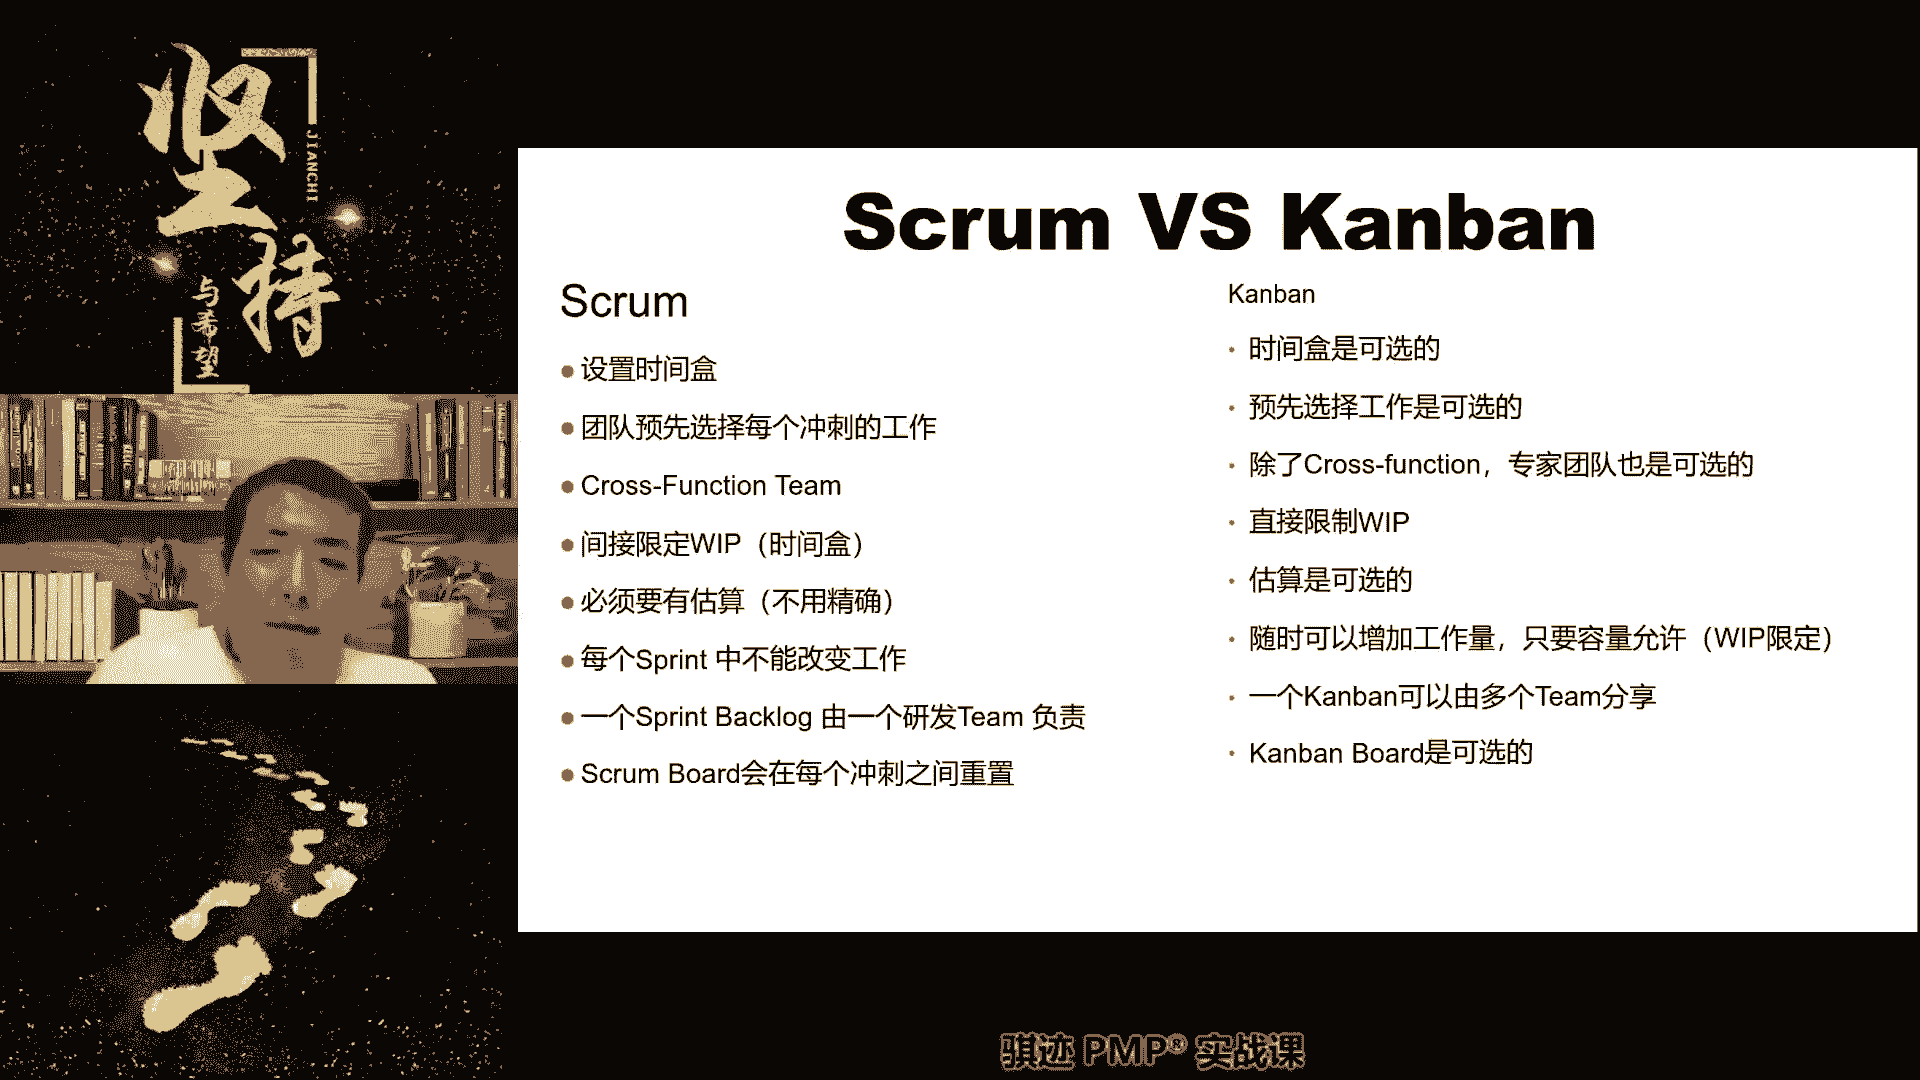 坚持
JIANCHI
与希望
Scrum VS Kanban
Scrum
设置时间盒
团队预先选择每个冲刺的工作
Cross-Function Team
间接限定WIP（时间盒）
必须要有估算（不用精确）
每个Sprint 中不能改变工作
一个Sprint Backlog 由一个研发Team 负责
Scrum Board会在每个冲刺之间重置
Kanban
时间盒是可选的
预先选择工作是可选的
除了Cross-function，专家团队也是可选的
直接限制WIP
估算是可选的
随时可以增加工作量，只要容量允许（WIP限定）
一个Kanban可以由多个Team分享
Kanban Board是可选的
骐迹 PMP® 实战课